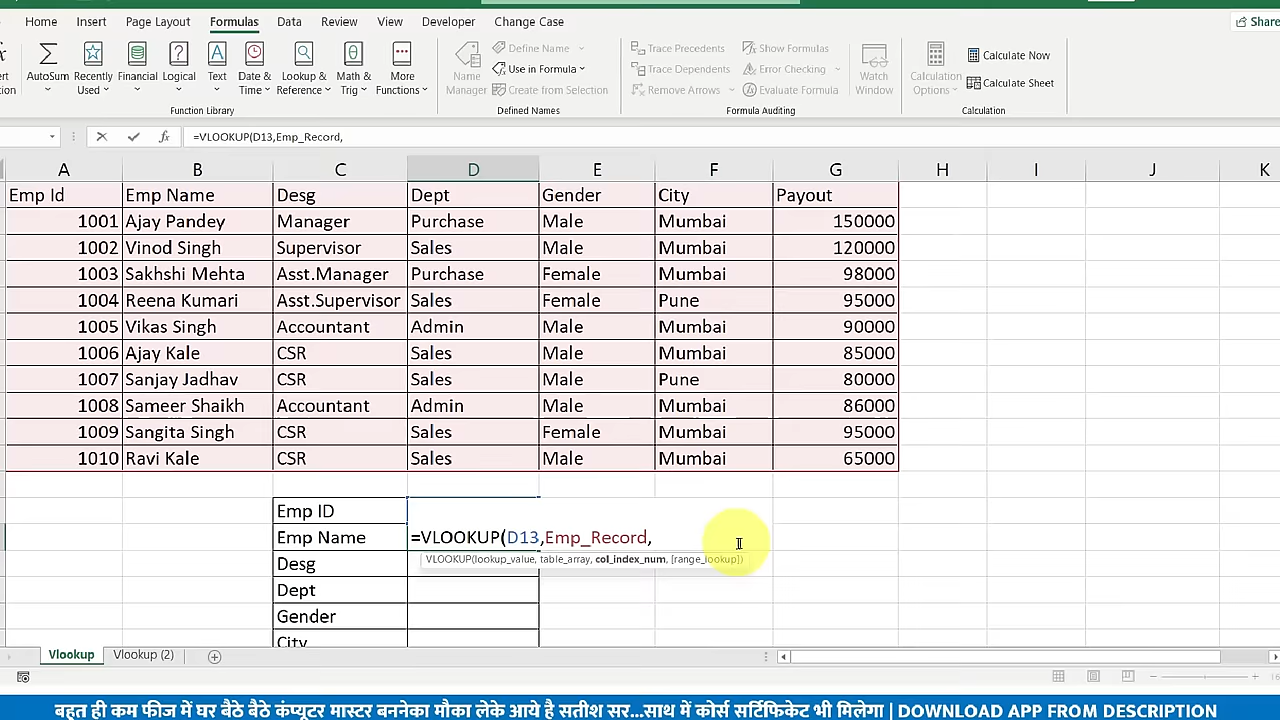 Home Insert Page Layout Formulas Data Review View Developer Change Case Share
AutoSum Recently Used Financial Logical Text Date & Time Lookup & Reference Math & Trig More Functions Name Manager Define Name Use in Formula Create from Selection Trace Precedents Trace Dependents Remove Arrows Show Formulas Error Checking Evaluate Formula Watch Window Calculation Options Calculate Now Calculate Sheet
Function Library Defined Names Formula Auditing Calculation
fx =VLOOKUP(D13,Emp_Record,
A B C D E F G H I J K
Emp Id Emp Name Desg Dept Gender City Payout
1001 Ajay Pandey Manager Purchase Male Mumbai 150000
1002 Vinod Singh Supervisor Sales Male Mumbai 120000
1003 Sakhshi Mehta Asst.Manager Purchase Female Mumbai 98000
1004 Reena Kumari Asst.Supervisor Sales Female Pune 95000
1005 Vikas Singh Accountant Admin Male Mumbai 90000
1006 Ajay Kale CSR Sales Male Mumbai 85000
1007 Sanjay Jadhav CSR Sales Male Pune 80000
1008 Sameer Shaikh Accountant Admin Male Mumbai 86000
1009 Sangita Singh CSR Sales Female Mumbai 95000
1010 Ravi Kale CSR Sales Male Mumbai 65000
Emp ID
Emp Name =VLOOKUP(D13,Emp_Record,
VLOOKUP(lookup_value, table_array, col_index_num, [range_lookup])
Desg
Dept
Gender
City
Vlookup Vlookup (2)
बहुत ही कम फीज में घर बैठे बैठे कंप्यूटर मास्टर बननेका मौका लेके आये है सतीश सर...साथ में कोर्स सर्टिफिकेट भी मिलेगा | DOWNLOAD APP FROM DESCRIPTION